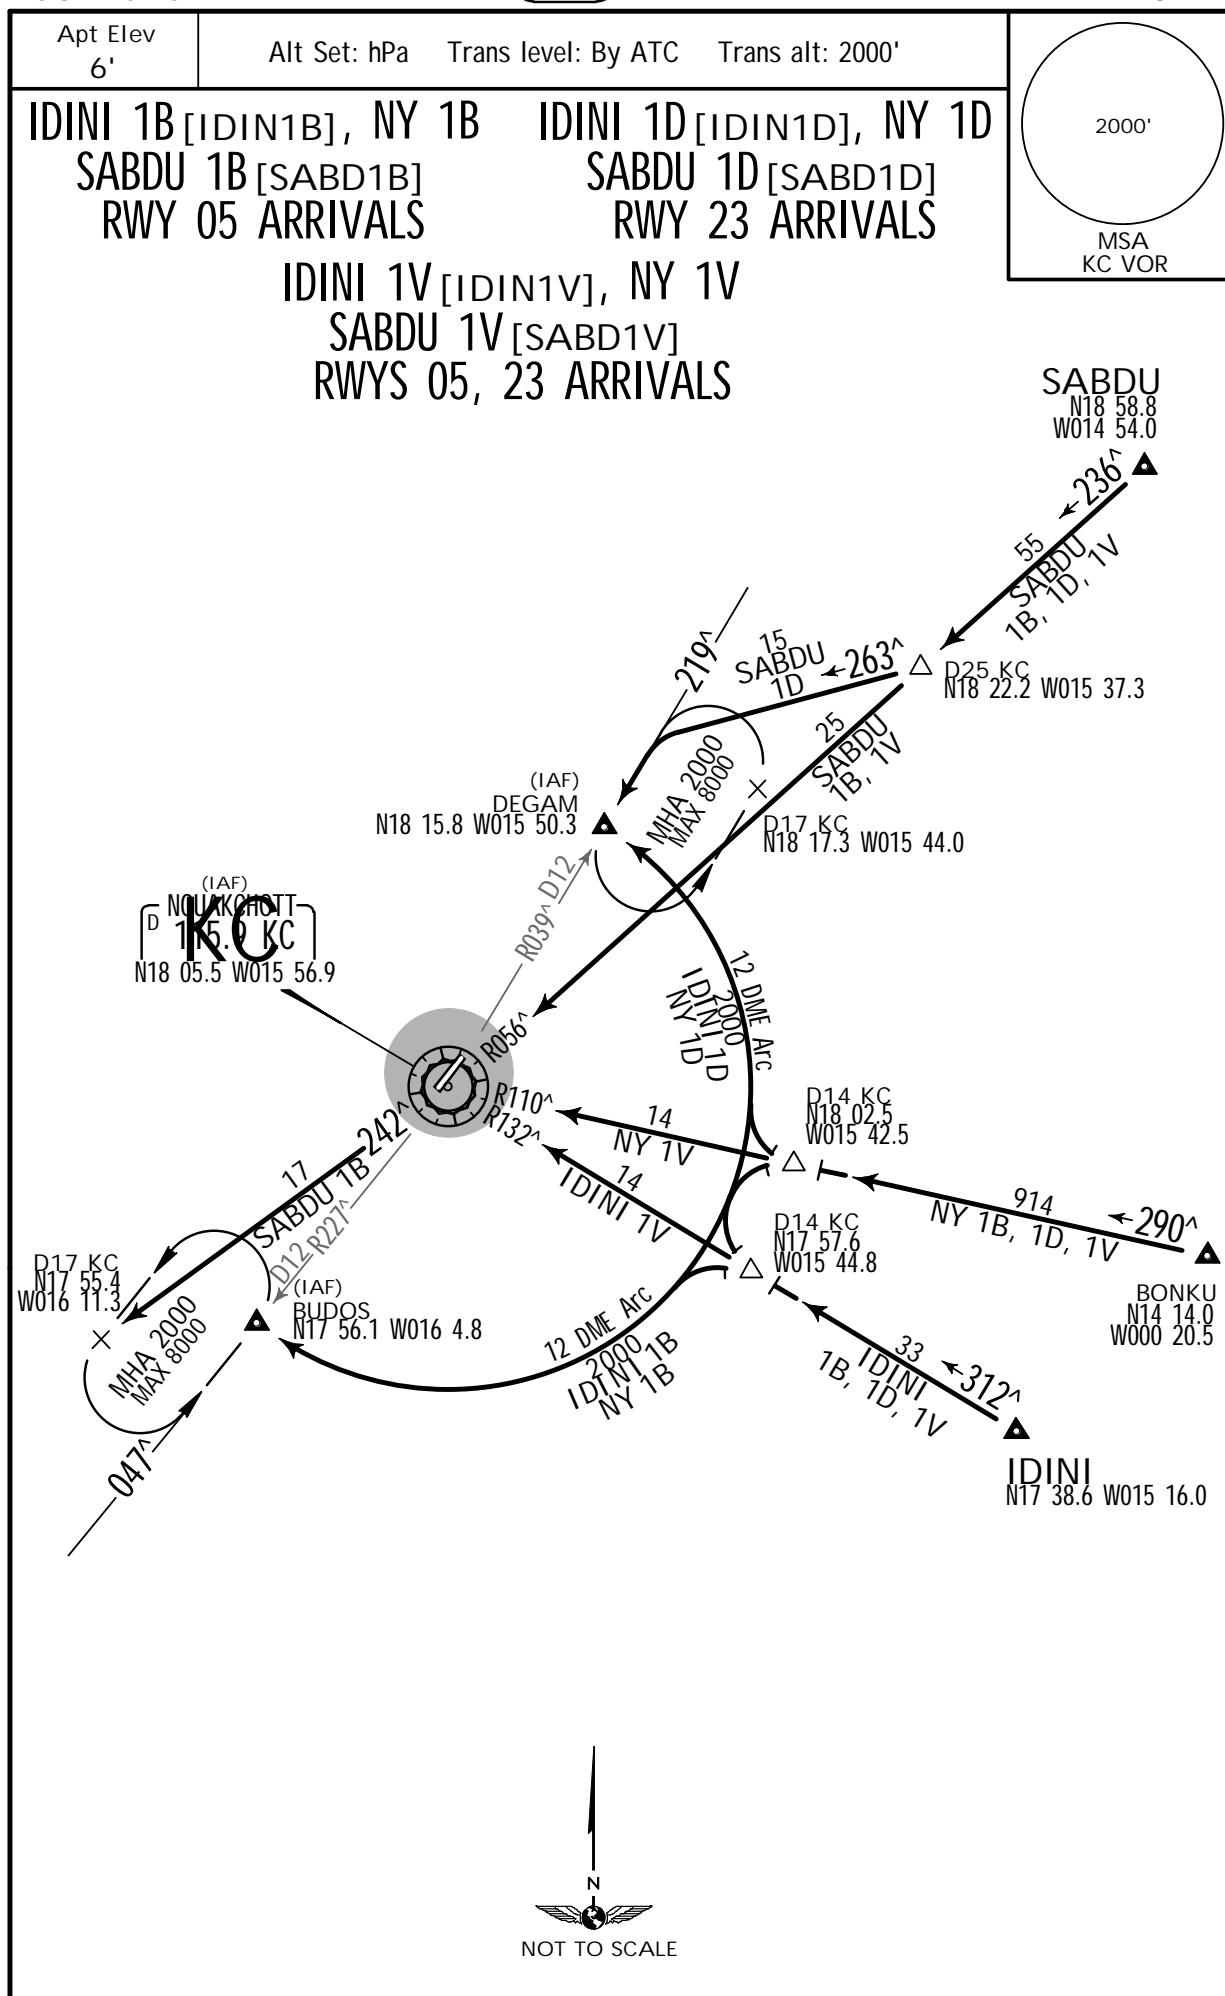 Apt Elev
6'
Alt Set: hPa Trans level: By ATC Trans alt: 2000'
IDINI 1B [IDIN1B], NY 1B
SABDU 1B [SABD1B]
RWY 05 ARRIVALS
IDINI 1D [IDIN1D], NY 1D
SABDU 1D [SABD1D]
RWY 23 ARRIVALS
2000'
MSA
KC VOR
IDINI 1V [IDIN1V], NY 1V
SABDU 1V [SABD1V]
RWYS 05, 23 ARRIVALS
SABDU
N18 58.8
W014 54.0
236^
55
SABDU
1B, 1D, 1V
219^
15
SABDU
1D
263^
D25 KC
N18 22.2 W015 37.3
25
SABDU
1B, 1V
MHA 2000
MAX 8000
(IAF)
DEGAM
N18 15.8 W015 50.3
D17 KC
N18 17.3 W015 44.0
D12
R039^
(IAF)
NOUAKCHOTT
D 115.9 KC
KC
N18 05.5 W015 56.9
R056^
12 DME Arc
2000
IDINI 1D
NY 1D
R110^
R132^
14
NY 1V
D14 KC
N18 02.5
W015 42.5
14
IDINI 1V
D14 KC
N17 57.6
W015 44.8
914
NY 1B, 1D, 1V
290^
BONKU
N14 14.0
W000 20.5
242^
17
SABDU 1B
D12
R227^
D17 KC
N17 55.4
W016 11.3
(IAF)
BUDOS
N17 56.1 W016 4.8
MHA 2000
MAX 8000
047^
12 DME Arc
2000
IDINI 1B
NY 1B
33
IDINI
1B, 1D, 1V
312^
IDINI
N17 38.6 W015 16.0
N
NOT TO SCALE